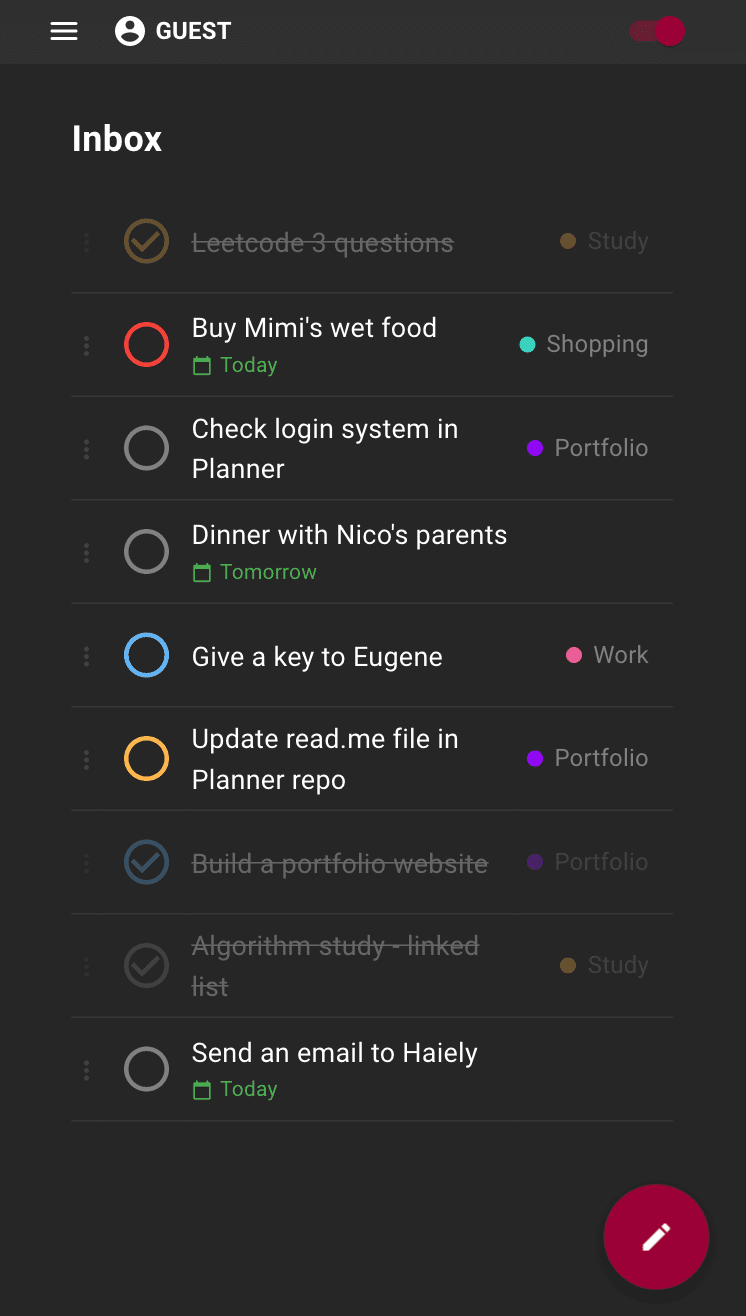 GUEST
Inbox
Leetcode 3 questions
Study
Buy Mimi's wet food
Today
Shopping
Check login system in
Planner
Portfolio
Dinner with Nico's parents
Tomorrow
Give a key to Eugene
Work
Update read.me file in
Planner repo
Portfolio
Build a portfolio website
Portfolio
Algorithm study - linked
list
Study
Send an email to Haiely
Today